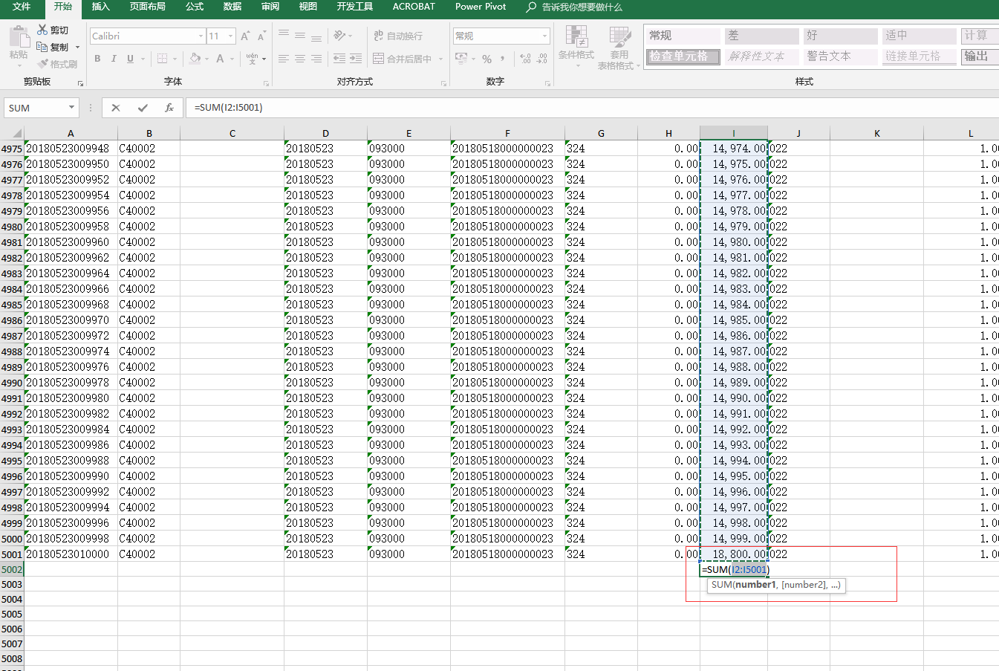 文件 开始 插入 页面布局 公式 数据 审阅 视图 开发工具 ACROBAT Power Pivot 告诉我你想要做什么
剪切 Calibri 11 A A ab 自动换行 常规 常规 差 好 适中 计算
粘贴 复制 B I U A wén 合并后居中 % , 条件格式 套用 检查单元格 解释性文本 警告文本 链接单元格 输出
格式刷 表格格式
剪贴板 字体 对齐方式 数字 样式
SUM fx =SUM(I2:I5001)
A B C D E F G H I J K L
4975 20180523009948 C40002 20180523 093000 20180518000000023 324 0.00 14,974.00 022 1.0
4976 20180523009950 C40002 20180523 093000 20180518000000023 324 0.00 14,975.00 022 1.0
4977 20180523009952 C40002 20180523 093000 20180518000000023 324 0.00 14,976.00 022 1.0
4978 20180523009954 C40002 20180523 093000 20180518000000023 324 0.00 14,977.00 022 1.0
4979 20180523009956 C40002 20180523 093000 20180518000000023 324 0.00 14,978.00 022 1.0
4980 20180523009958 C40002 20180523 093000 20180518000000023 324 0.00 14,979.00 022 1.0
4981 20180523009960 C40002 20180523 093000 20180518000000023 324 0.00 14,980.00 022 1.0
4982 20180523009962 C40002 20180523 093000 20180518000000023 324 0.00 14,981.00 022 1.0
4983 20180523009964 C40002 20180523 093000 20180518000000023 324 0.00 14,982.00 022 1.0
4984 20180523009966 C40002 20180523 093000 20180518000000023 324 0.00 14,983.00 022 1.0
4985 20180523009968 C40002 20180523 093000 20180518000000023 324 0.00 14,984.00 022 1.0
4986 20180523009970 C40002 20180523 093000 20180518000000023 324 0.00 14,985.00 022 1.0
4987 20180523009972 C40002 20180523 093000 20180518000000023 324 0.00 14,986.00 022 1.0
4988 20180523009974 C40002 20180523 093000 20180518000000023 324 0.00 14,987.00 022 1.0
4989 20180523009976 C40002 20180523 093000 20180518000000023 324 0.00 14,988.00 022 1.0
4990 20180523009978 C40002 20180523 093000 20180518000000023 324 0.00 14,989.00 022 1.0
4991 20180523009980 C40002 20180523 093000 20180518000000023 324 0.00 14,990.00 022 1.0
4992 20180523009982 C40002 20180523 093000 20180518000000023 324 0.00 14,991.00 022 1.0
4993 20180523009984 C40002 20180523 093000 20180518000000023 324 0.00 14,992.00 022 1.0
4994 20180523009986 C40002 20180523 093000 20180518000000023 324 0.00 14,993.00 022 1.0
4995 20180523009988 C40002 20180523 093000 20180518000000023 324 0.00 14,994.00 022 1.0
4996 20180523009990 C40002 20180523 093000 20180518000000023 324 0.00 14,995.00 022 1.0
4997 20180523009992 C40002 20180523 093000 20180518000000023 324 0.00 14,996.00 022 1.0
4998 20180523009994 C40002 20180523 093000 20180518000000023 324 0.00 14,997.00 022 1.0
4999 20180523009996 C40002 20180523 093000 20180518000000023 324 0.00 14,998.00 022 1.0
5000 20180523009998 C40002 20180523 093000 20180518000000023 324 0.00 14,999.00 022 1.0
5001 20180523010000 C40002 20180523 093000 20180518000000023 324 0.00 18,800.00 022 1.0
5002 =SUM(I2:I5001)
5003 SUM(number1, [number2], ...)
5004
5005
5006
5007
5008